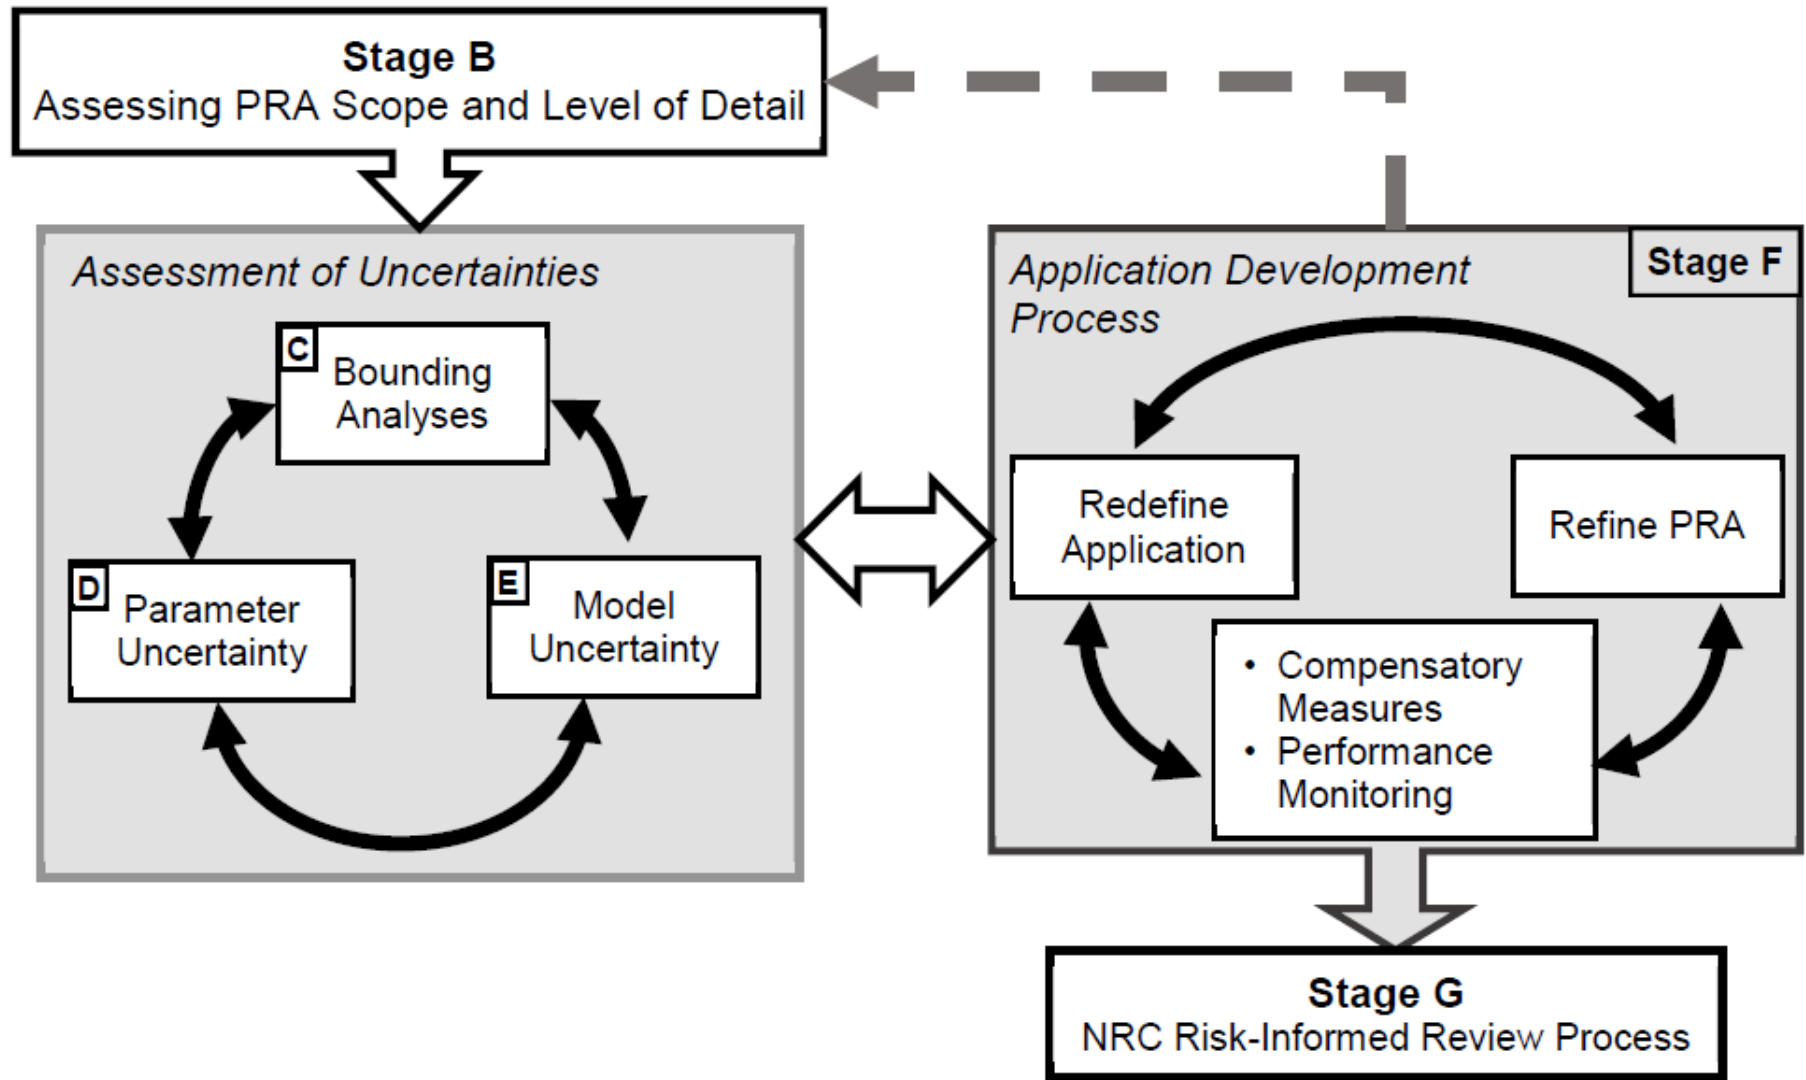 Stage B
Assessing PRA Scope and Level of Detail
Assessment of Uncertainties
C
Bounding
Analyses
D
Parameter
Uncertainty
E
Model
Uncertainty
Application Development
Process
Stage F
Redefine
Application
Refine PRA
• Compensatory
Measures
• Performance
Monitoring
Stage G
NRC Risk-Informed Review Process